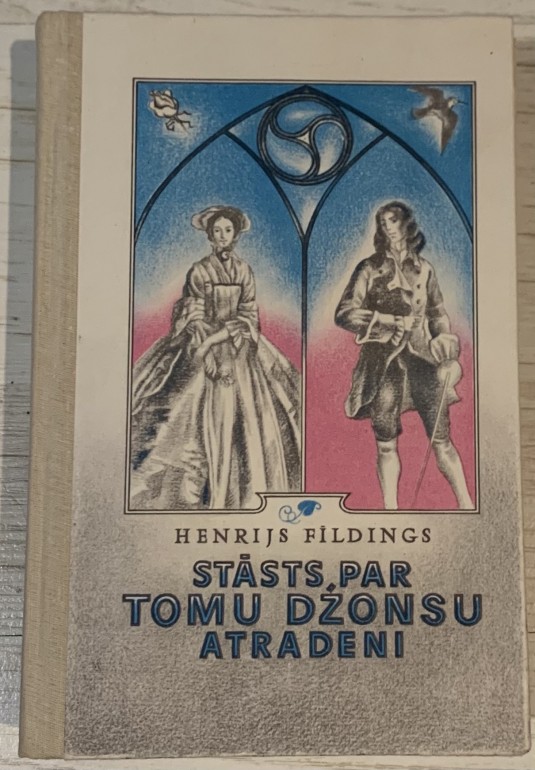 HENRIJS FĪLDINGS
STĀSTS PAR
TOMU DŽONSU
ATRADENI